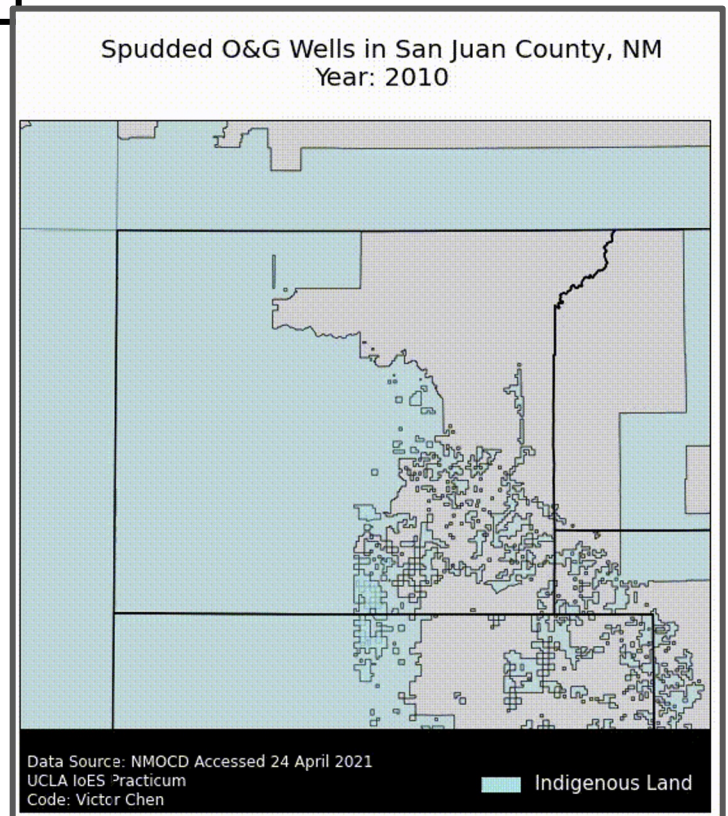 Spudded O&G Wells in San Juan County, NM
Year: 2010
Data Source: NMOCD Accessed 24 April 2021
UCLA IoES Practicum
Code: Victor Chen
Indigenous Land